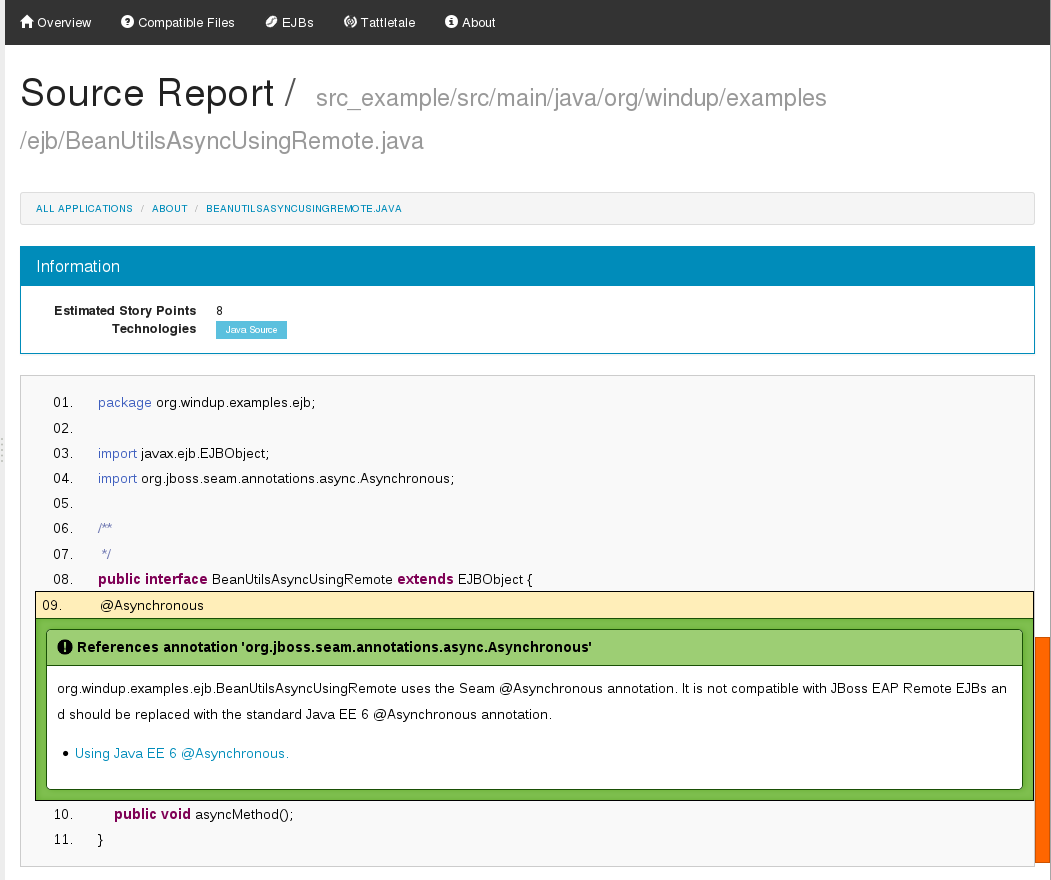 Overview Compatible Files EJBs Tattletale About
Source Report / src_example/src/main/java/org/windup/examples
/ejb/BeanUtilsAsyncUsingRemote.java
ALL APPLICATIONS / ABOUT / BEANUTILSASYNCUSINGREMOTE.JAVA
Information
Estimated Story Points 8
Technologies Java Source
01. package org.windup.examples.ejb;
02.
03. import javax.ejb.EJBObject;
04. import org.jboss.seam.annotations.async.Asynchronous;
05.
06. /**
07. */
08. public interface BeanUtilsAsyncUsingRemote extends EJBObject {
09. @Asynchronous
References annotation 'org.jboss.seam.annotations.async.Asynchronous'
org.windup.examples.ejb.BeanUtilsAsyncUsingRemote uses the Seam @Asynchronous annotation. It is not compatible with JBoss EAP Remote EJBs an
d should be replaced with the standard Java EE 6 @Asynchronous annotation.
• Using Java EE 6 @Asynchronous.
10. public void asyncMethod();
11. }